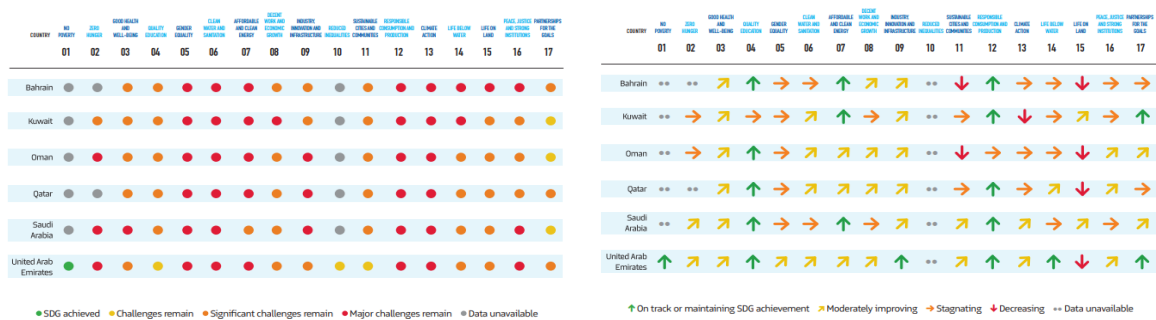 COUNTRY
NO
POVERTY
01
ZERO
HUNGER
02
GOOD HEALTH
AND
WELL-BEING
03
QUALITY
EDUCATION
04
GENDER
EQUALITY
05
CLEAN
WATER AND
SANITATION
06
AFFORDABLE
AND CLEAN
ENERGY
07
DECENT
WORK AND
ECONOMIC
GROWTH
08
INDUSTRY,
INNOVATION AND
INFRASTRUCTURE
09
REDUCED
INEQUALITIES
10
SUSTAINABLE
CITIES AND
COMMUNITIES
11
RESPONSIBLE
CONSUMPTION AND
PRODUCTION
12
CLIMATE
ACTION
13
LIFE BELOW
WATER
14
LIFE ON
LAND
15
PEACE, JUSTICE
AND STRONG
INSTITUTIONS
16
PARTNERSHIPS
FOR THE
GOALS
17
Bahrain
Kuwait
Oman
Qatar
Saudi
Arabia
United Arab
Emirates
SDG achieved Challenges remain Significant challenges remain Major challenges remain Data unavailable
COUNTRY
NO
POVERTY
01
ZERO
HUNGER
02
GOOD HEALTH
AND
WELL-BEING
03
QUALITY
EDUCATION
04
GENDER
EQUALITY
05
CLEAN
WATER AND
SANITATION
06
AFFORDABLE
AND CLEAN
ENERGY
07
DECENT
WORK AND
ECONOMIC
GROWTH
08
INDUSTRY,
INNOVATION AND
INFRASTRUCTURE
09
REDUCED
INEQUALITIES
10
SUSTAINABLE
CITIES AND
COMMUNITIES
11
RESPONSIBLE
CONSUMPTION AND
PRODUCTION
12
CLIMATE
ACTION
13
LIFE BELOW
WATER
14
LIFE ON
LAND
15
PEACE, JUSTICE
AND STRONG
INSTITUTIONS
16
PARTNERSHIPS
FOR THE
GOALS
17
Bahrain
Kuwait
Oman
Qatar
Saudi
Arabia
United Arab
Emirates
On track or maintaining SDG achievement Moderately improving Stagnating Decreasing Data unavailable